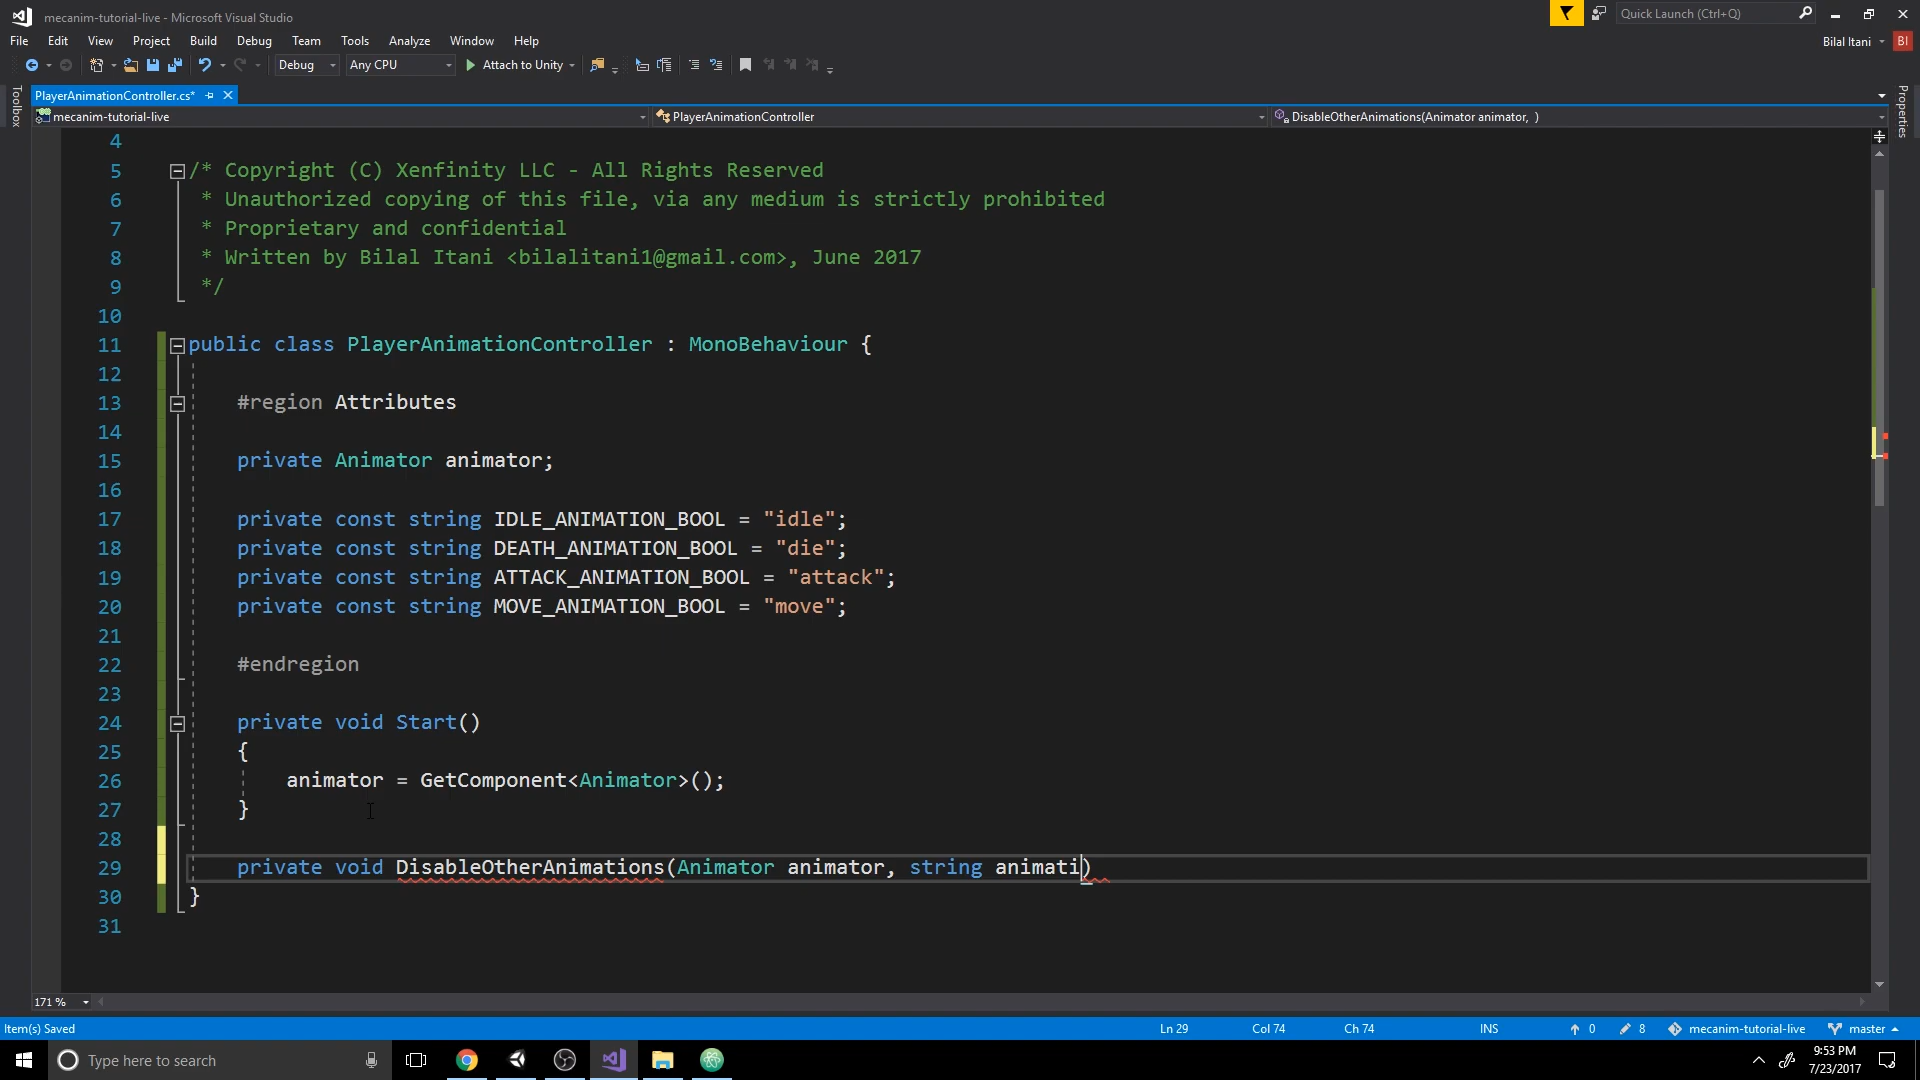 mecanim-tutorial-live - Microsoft Visual Studio
Quick Launch (Ctrl+Q)
File Edit View Project Build Debug Team Tools Analyze Window Help
Bilal Itani BI
Debug Any CPU Attach to Unity
Toolbox
PlayerAnimationController.cs*
Properties
mecanim-tutorial-live PlayerAnimationController DisableOtherAnimations(Animator animator, )
4
5 /* Copyright (C) Xenfinity LLC - All Rights Reserved
6 * Unauthorized copying of this file, via any medium is strictly prohibited
7 * Proprietary and confidential
8 * Written by Bilal Itani <bilalitani1@gmail.com>, June 2017
9 */
10
11 public class PlayerAnimationController : MonoBehaviour {
12
13 #region Attributes
14
15 private Animator animator;
16
17 private const string IDLE_ANIMATION_BOOL = "idle";
18 private const string DEATH_ANIMATION_BOOL = "die";
19 private const string ATTACK_ANIMATION_BOOL = "attack";
20 private const string MOVE_ANIMATION_BOOL = "move";
21
22 #endregion
23
24 private void Start()
25 {
26 animator = GetComponent<Animator>();
27 }
28
29 private void DisableOtherAnimations(Animator animator, string animati)
30 }
31
171 %
Item(s) Saved Ln 29 Col 74 Ch 74 INS 0 8 mecanim-tutorial-live master
Type here to search
9:53 PM
7/23/2017